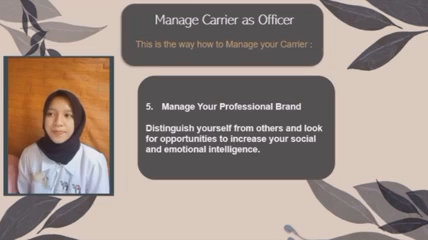 Manage Carrier as Officer
This is the way how to Manage your Carrier :
5. Manage Your Professional Brand
Distinguish yourself from others and look
for opportunities to increase your social
and emotional intelligence.